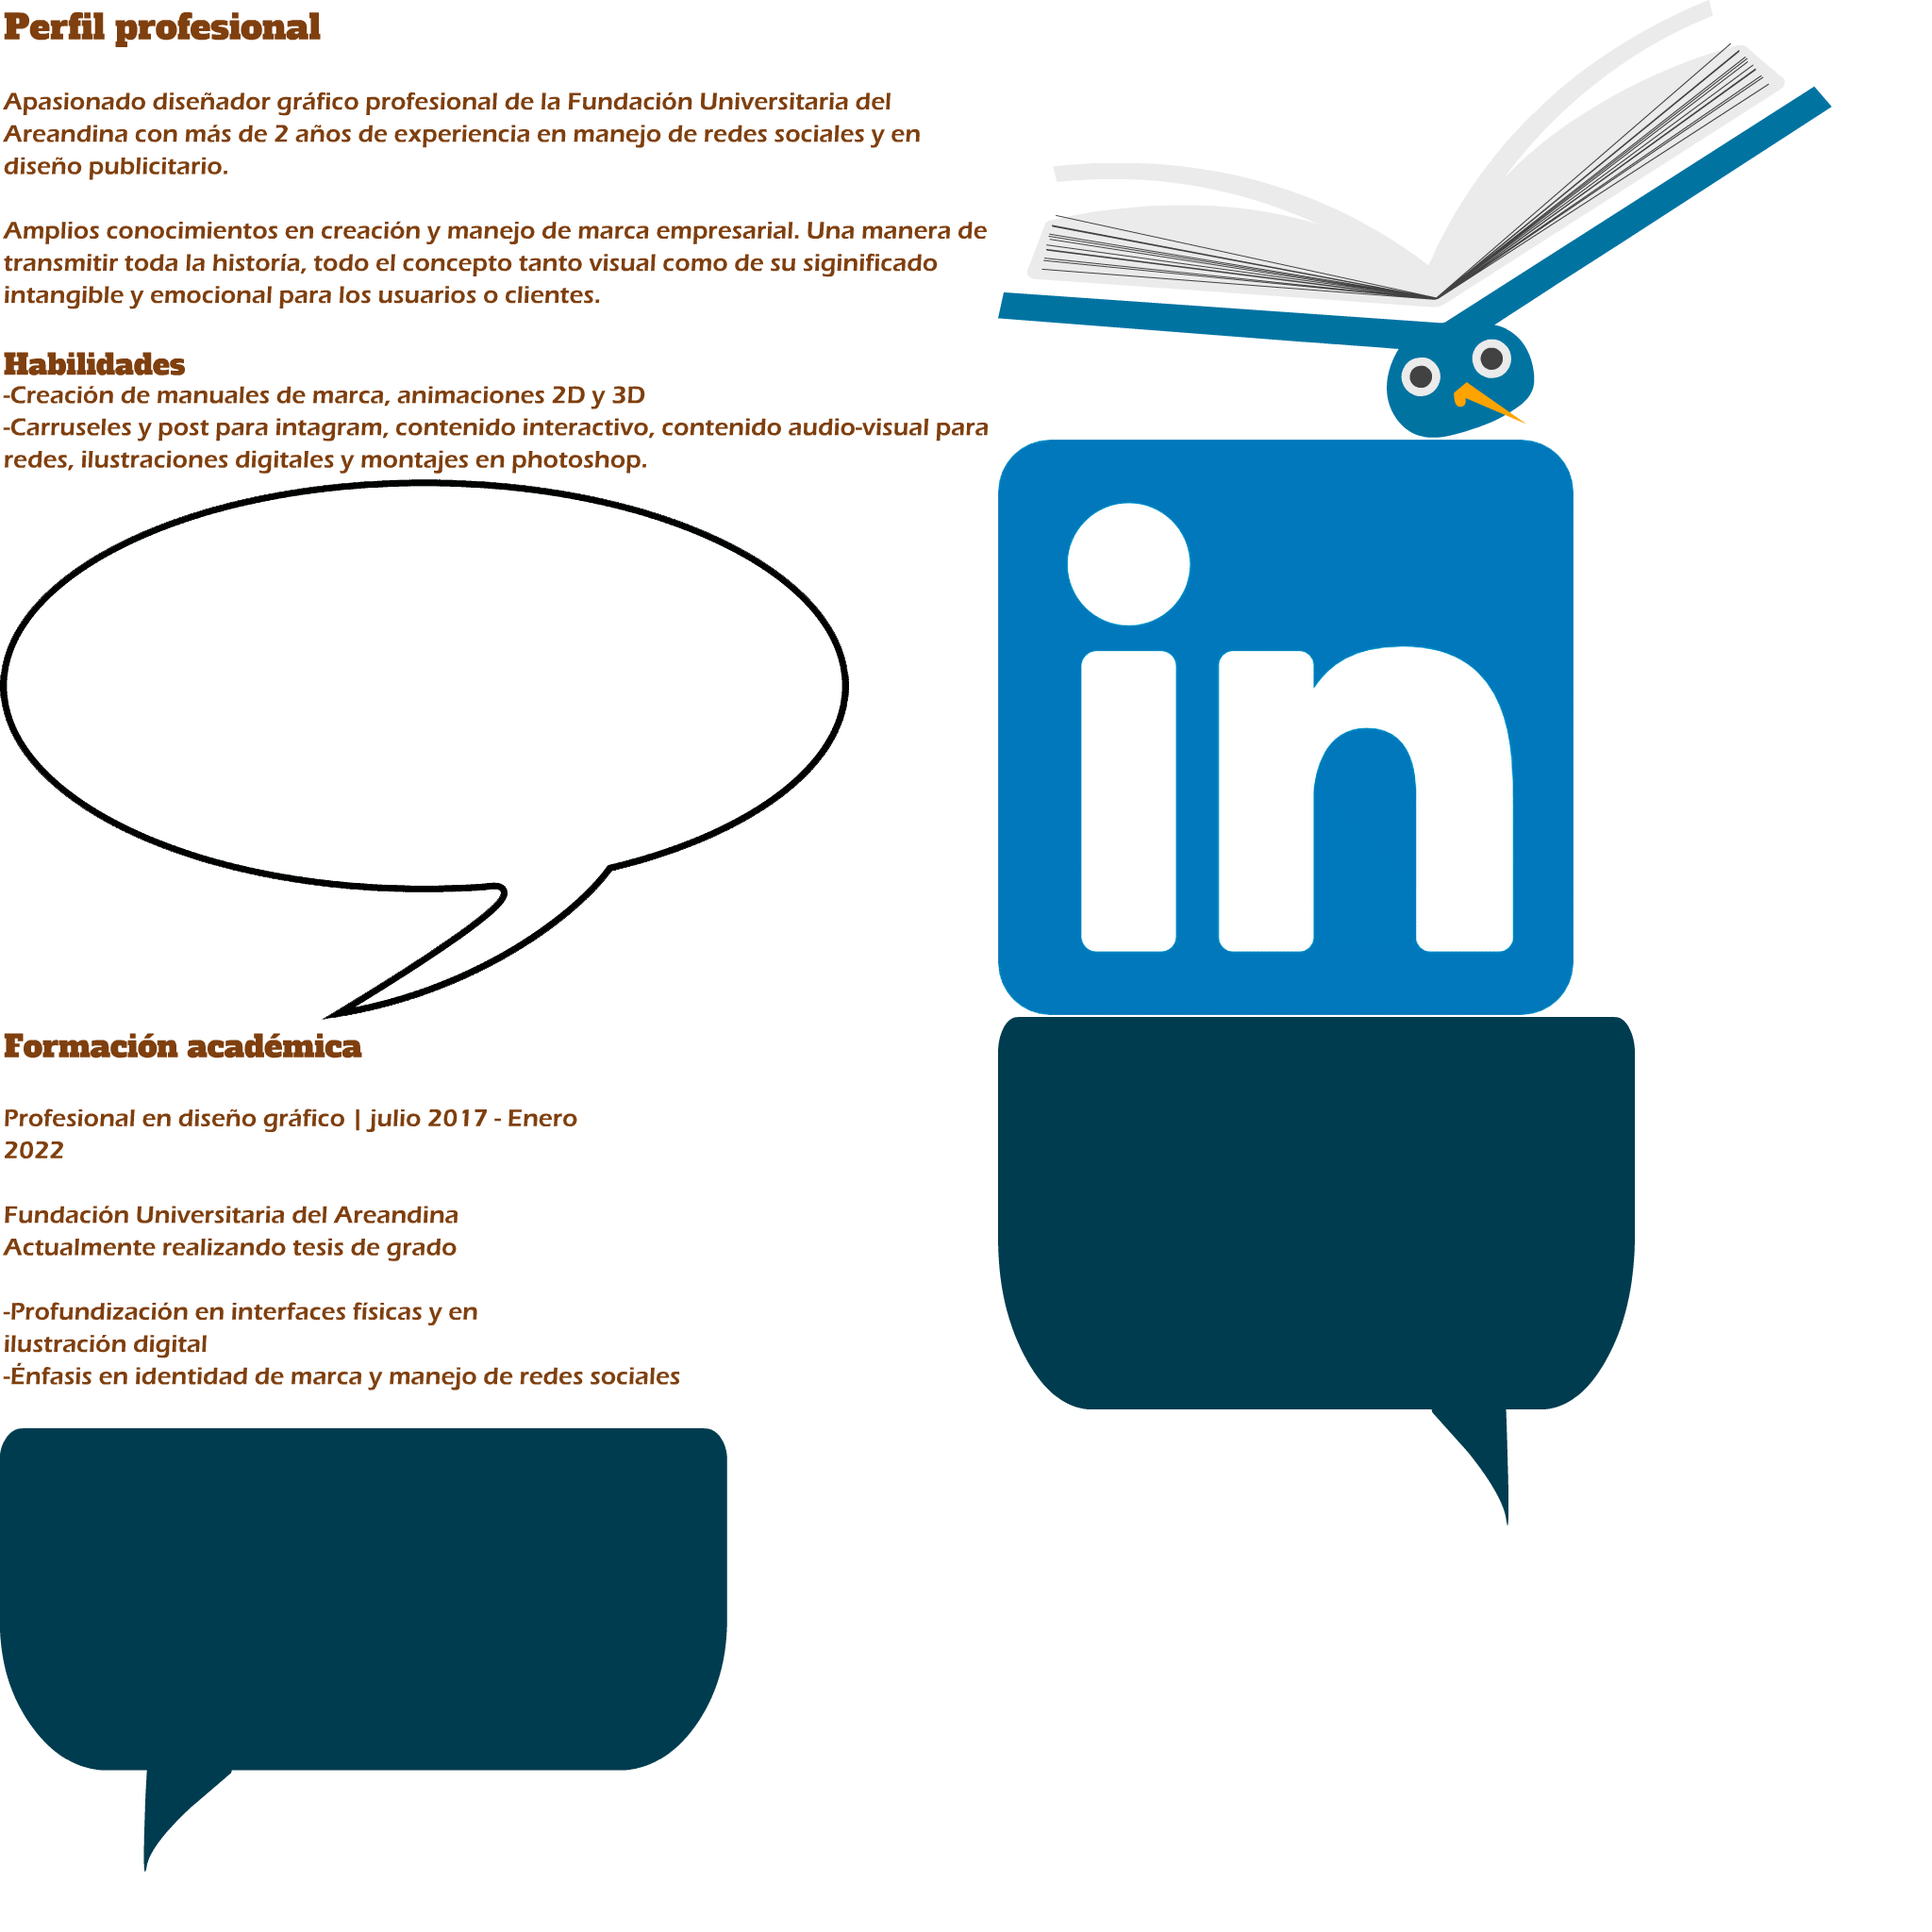 Perfil profesional
Apasionado diseñador gráfico profesional de la Fundación Universitaria del
Areandina con más de 2 años de experiencia en manejo de redes sociales y en
diseño publicitario.
Amplios conocimientos en creación y manejo de marca empresarial. Una manera de
transmitir toda la historía, todo el concepto tanto visual como de su siginificado
intangible y emocional para los usuarios o clientes.
Habilidades
-Creación de manuales de marca, animaciones 2D y 3D
-Carruseles y post para intagram, contenido interactivo, contenido audio-visual para
redes, ilustraciones digitales y montajes en photoshop.
in
Formación académica
Profesional en diseño gráfico | julio 2017 - Enero
2022
Fundación Universitaria del Areandina
Actualmente realizando tesis de grado
-Profundización en interfaces físicas y en
ilustración digital
-Énfasis en identidad de marca y manejo de redes sociales